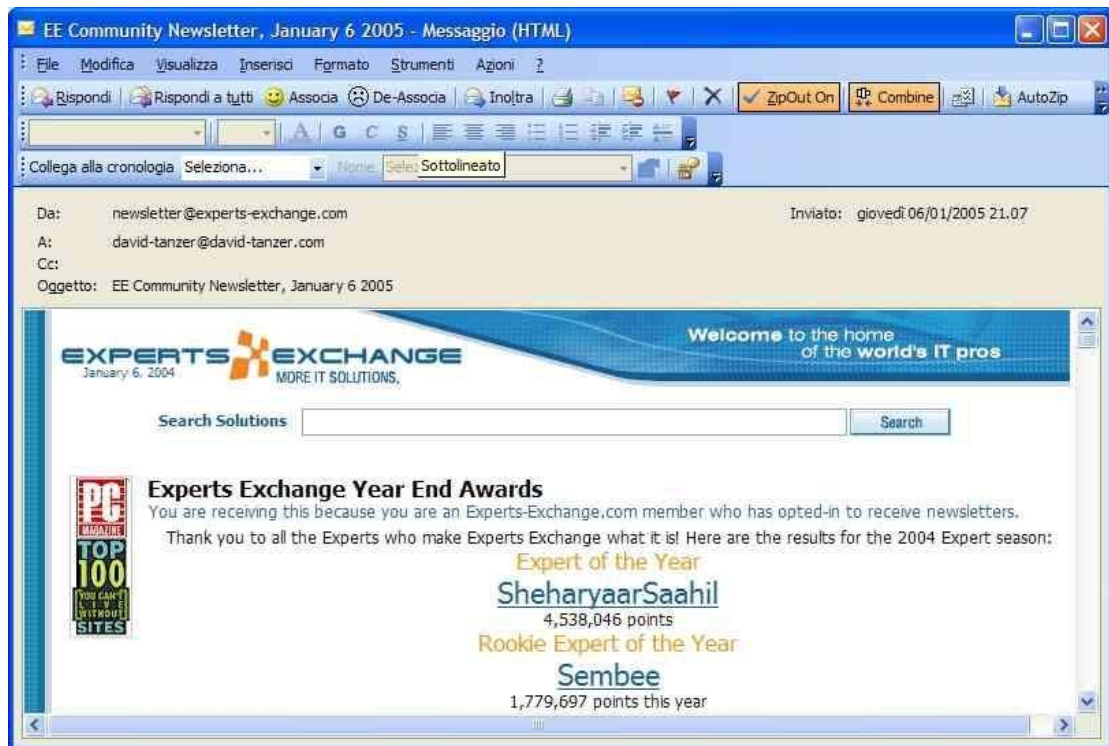 EE Community Newsletter, January 6 2005 - Messaggio (HTML)
File Modifica Visualizza Inserisci Formato Strumenti Azioni ?
Rispondi Rispondi a tutti Associa De-Associa Inoltra ZipOut On Combine AutoZip
A G C S
Collega alla cronologia Seleziona... Nome Sele Sottolineato
Da: newsletter@experts-exchange.com Inviato: giovedì 06/01/2005 21.07
A: david-tanzer@david-tanzer.com
Cc:
Oggetto: EE Community Newsletter, January 6 2005
Welcome to the home
of the world's IT pros
EXPERTS EXCHANGE
January 6, 2004 MORE IT SOLUTIONS.
Search Solutions Search
PC
MAGAZINE
TOP
100
YOU CAN'T
LIVE
WITHOUT
SITES
Experts Exchange Year End Awards
You are receiving this because you are an Experts-Exchange.com member who has opted-in to receive newsletters.
Thank you to all the Experts who make Experts Exchange what it is! Here are the results for the 2004 Expert season:
Expert of the Year
SheharyaarSaahil
4,538,046 points
Rookie Expert of the Year
Sembee
1,779,697 points this year